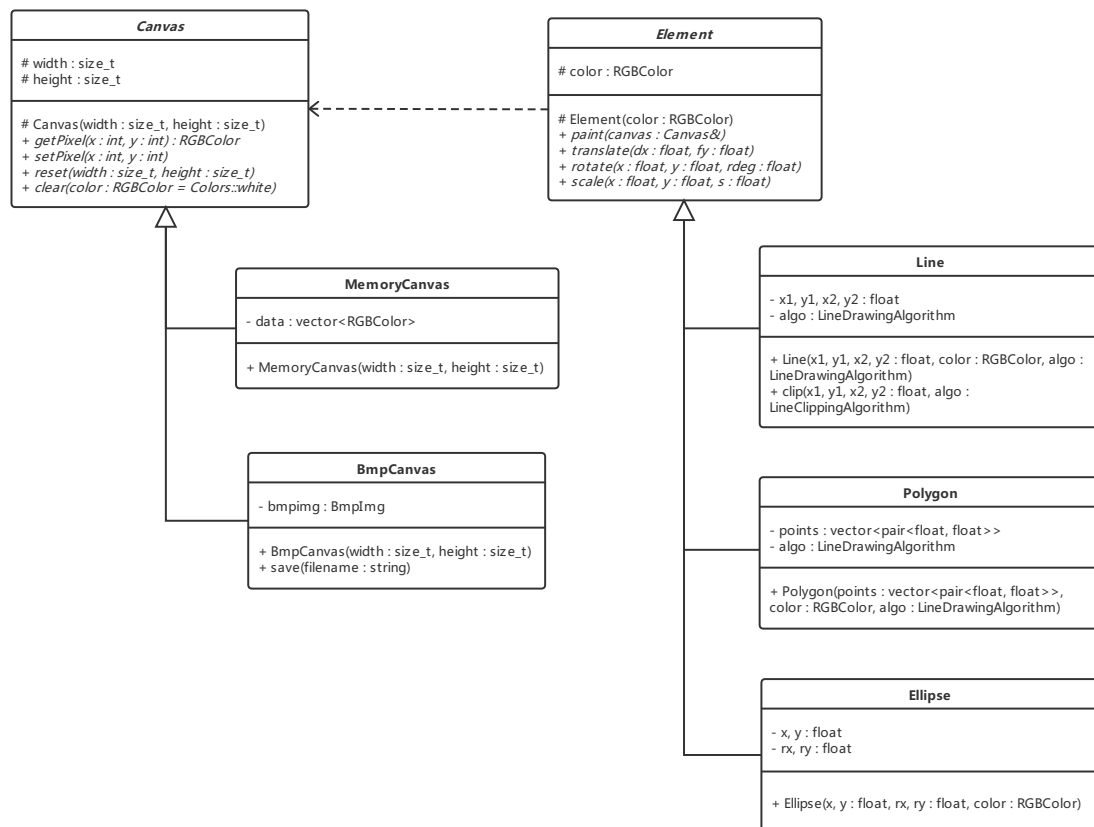 Canvas
# width : size_t
# height : size_t
# Canvas(width : size_t, height : size_t)
+ getPixel(x : int, y : int) : RGBColor
+ setPixel(x : int, y : int)
+ reset(width : size_t, height : size_t)
+ clear(color : RGBColor = Colors::white)
Element
# color : RGBColor
# Element(color : RGBColor)
+ paint(canvas : Canvas&)
+ translate(dx : float, fy : float)
+ rotate(x : float, y : float, rdeg : float)
+ scale(x : float, y : float, s : float)
MemoryCanvas
- data : vector<RGBColor>
+ MemoryCanvas(width : size_t, height : size_t)
BmpCanvas
- bmpimg : BmpImg
+ BmpCanvas(width : size_t, height : size_t)
+ save(filename : string)
Line
- x1, y1, x2, y2 : float
- algo : LineDrawingAlgorithm
+ Line(x1, y1, x2, y2 : float, color : RGBColor, algo :
LineDrawingAlgorithm)
+ clip(x1, y1, x2, y2 : float, algo :
LineClippingAlgorithm)
Polygon
- points : vector<pair<float, float>>
- algo : LineDrawingAlgorithm
+ Polygon(points : vector<pair<float, float>>,
color : RGBColor, algo : LineDrawingAlgorithm)
Ellipse
- x, y : float
- rx, ry : float
+ Ellipse(x, y : float, rx, ry : float, color : RGBColor)